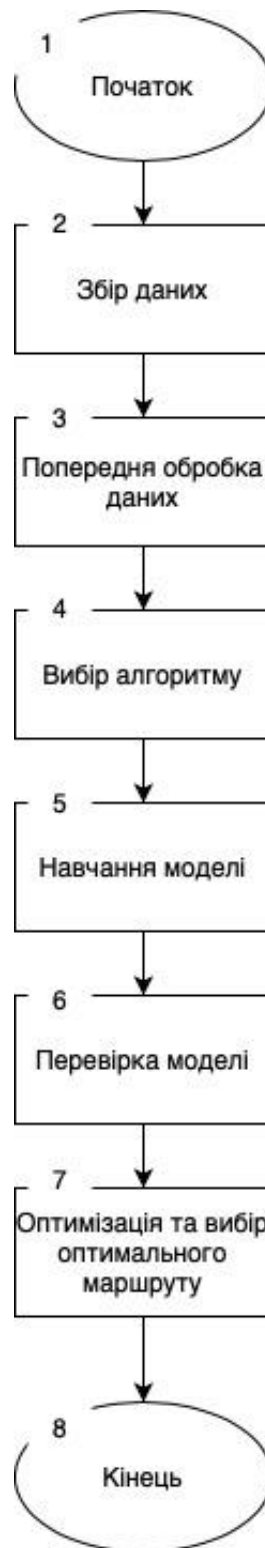 1
Початок
2
Збір даних
3
Попередня обробка
даних
4
Вибір алгоритму
5
Навчання моделі
6
Перевірка моделі
7
Оптимізація та вибір
оптимального
маршруту
8
Кінець